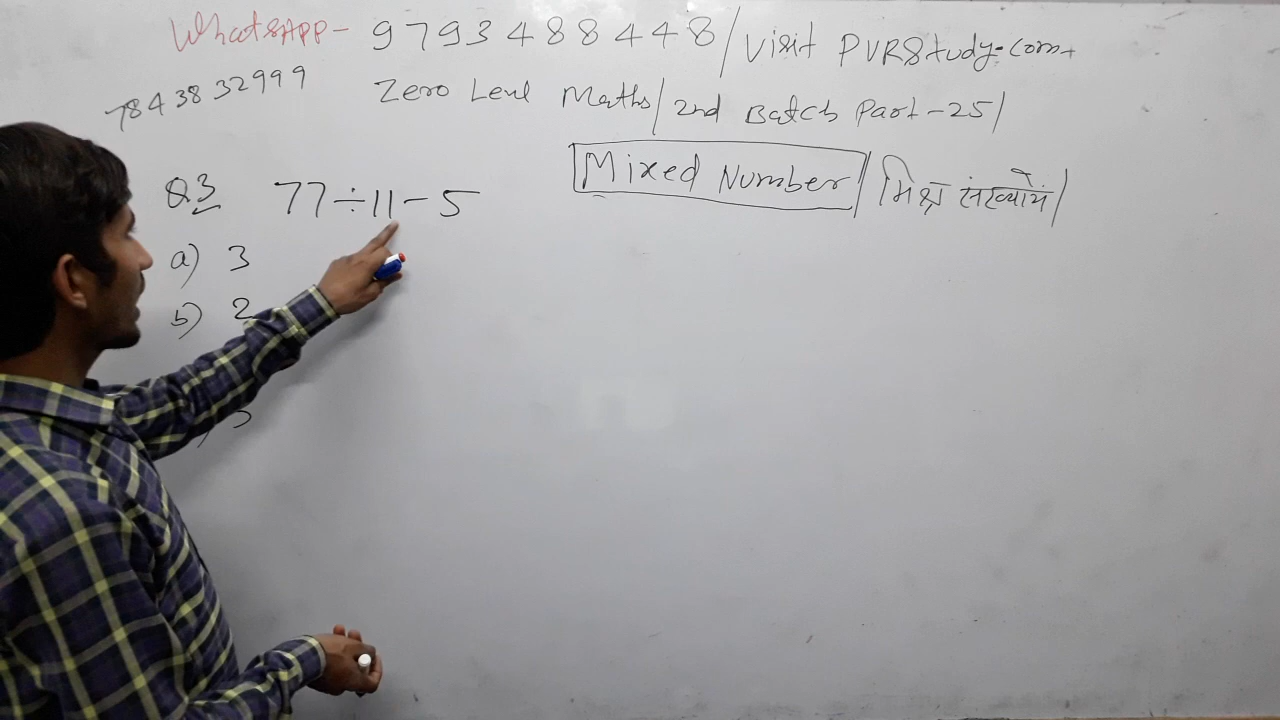 WhatsAPP- 9793488448/Visit PVRStudy.com
7843832999 Zero Level Maths/2nd Batch Part-25/
Mixed Number/मिश्र संख्यायें/
Q3 77÷11-5
a) 3
b) 2